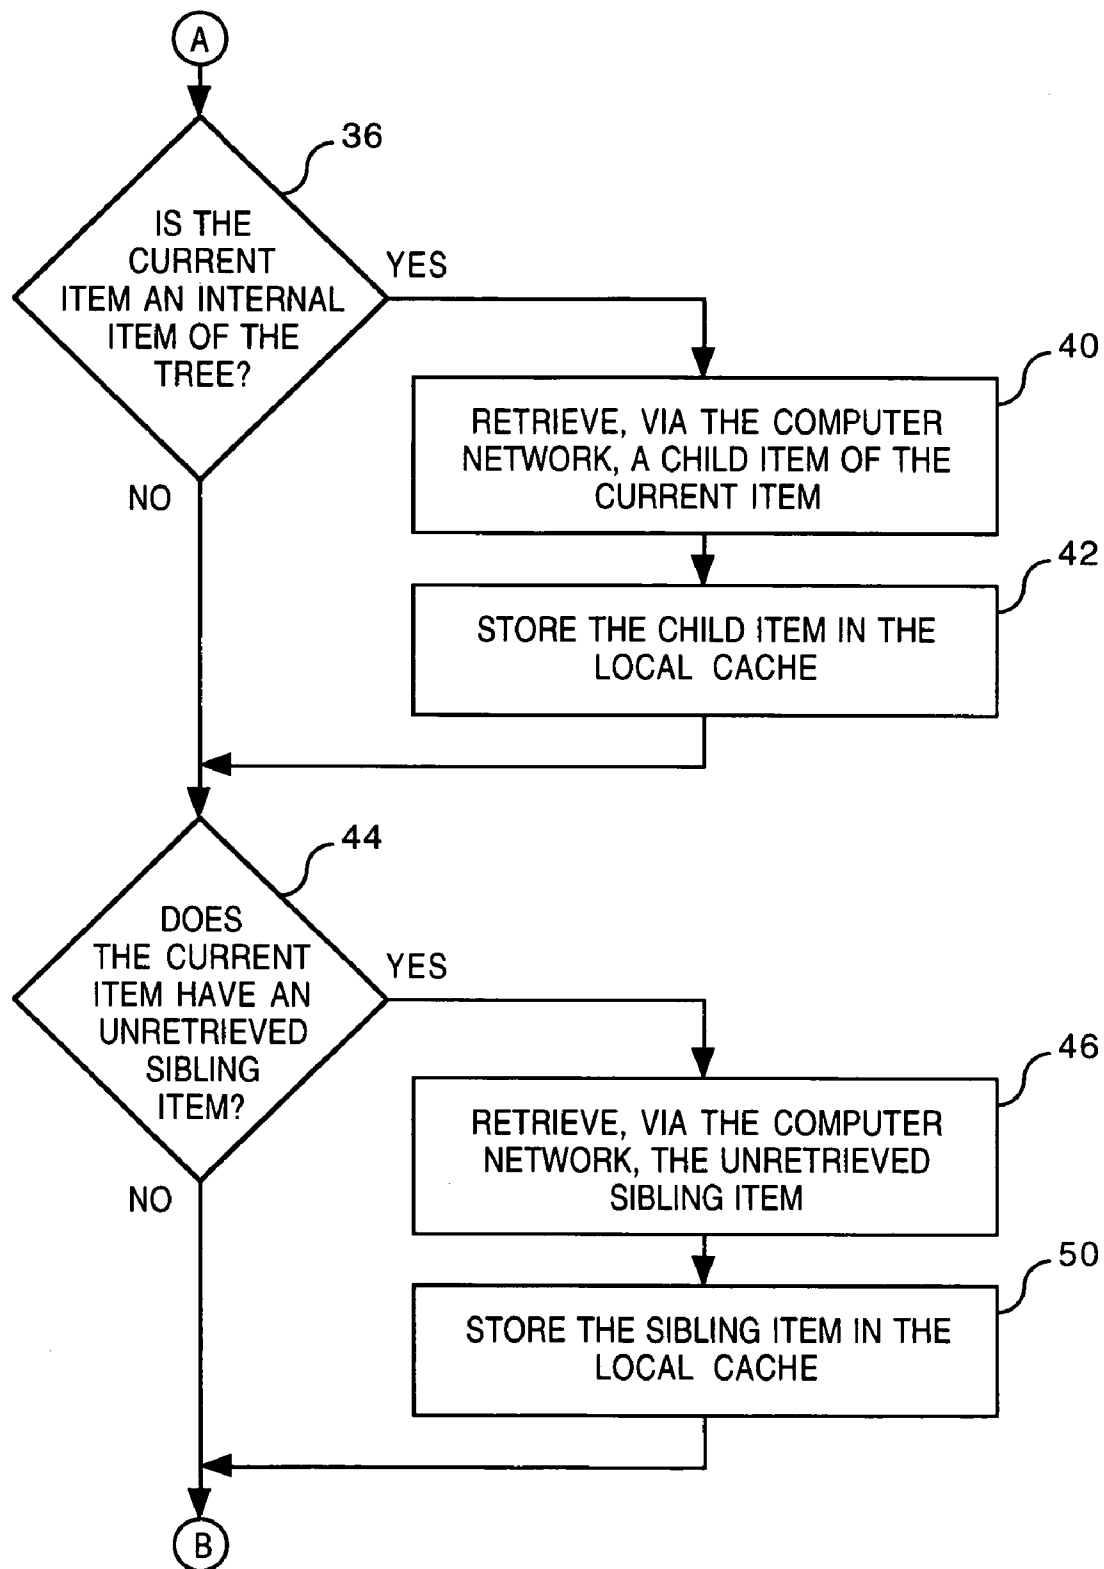 A
36
IS THE
CURRENT
ITEM AN INTERNAL
ITEM OF THE
TREE?
YES
NO
40
RETRIEVE, VIA THE COMPUTER
NETWORK, A CHILD ITEM OF THE
CURRENT ITEM
42
STORE THE CHILD ITEM IN THE
LOCAL CACHE
44
DOES
THE CURRENT
ITEM HAVE AN
UNRETRIEVED
SIBLING
ITEM?
YES
NO
46
RETRIEVE, VIA THE COMPUTER
NETWORK, THE UNRETRIEVED
SIBLING ITEM
50
STORE THE SIBLING ITEM IN THE
LOCAL CACHE
B